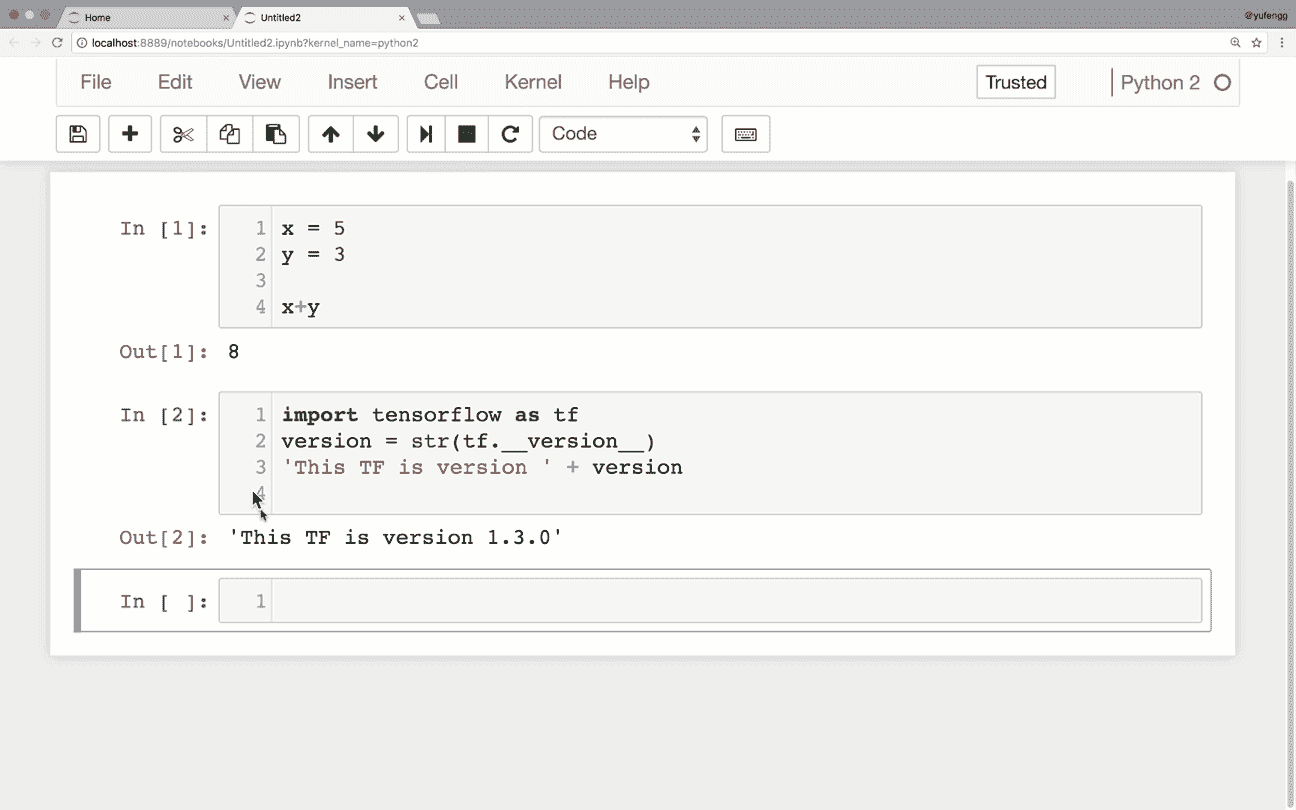 Home
Untitled2
@yufengg
localhost:8889/notebooks/Untitled2.ipynb?kernel_name=python2
File Edit View Insert Cell Kernel Help Trusted Python 2
Code
In [1]:
1 x = 5
2 y = 3
3
4 x+y
Out[1]: 8
In [2]:
1 import tensorflow as tf
2 version = str(tf.__version__)
3 'This TF is version ' + version
4
Out[2]: 'This TF is version 1.3.0'
In [ ]: 1